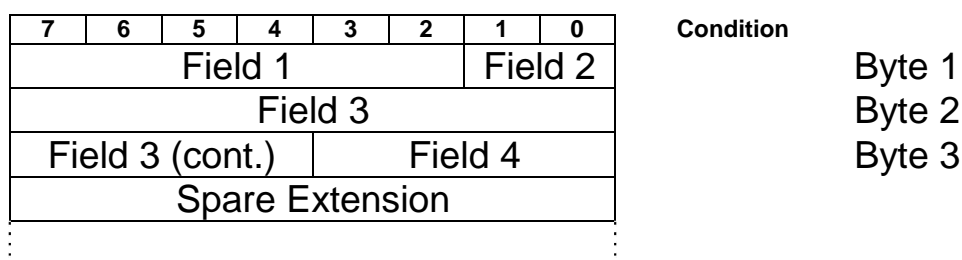 7 6 5 4 3 2 1 0 Condition
Field 1 Field 2 Byte 1
Field 3 Byte 2
Field 3 (cont.) Field 4 Byte 3
Spare Extension